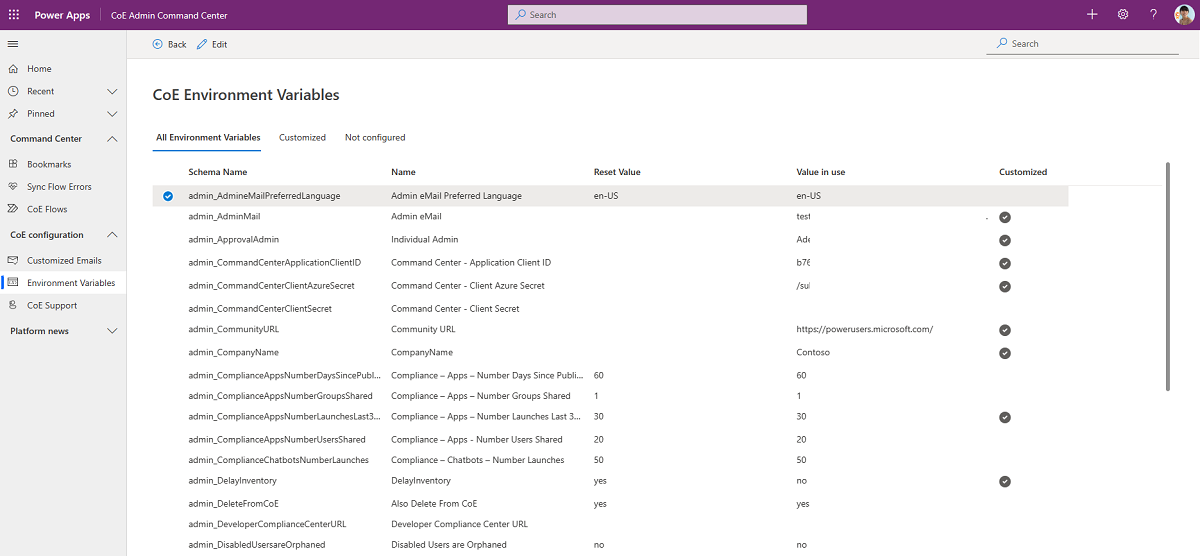 Power Apps CoE Admin Command Center Search ?
Back Edit Search
Home
Recent
Pinned
Command Center
Bookmarks
Sync Flow Errors
CoE Flows
CoE configuration
Customized Emails
Environment Variables
CoE Support
Platform news
CoE Environment Variables
All Environment Variables Customized Not configured
Schema Name Name Reset Value Value in use Customized
admin_AdmineMailPreferredLanguage Admin eMail Preferred Language en-US en-US
admin_AdminMail Admin eMail test
admin_ApprovalAdmin Individual Admin Ade
admin_CommandCenterApplicationClientID Command Center - Application Client ID b76
admin_CommandCenterClientAzureSecret Command Center - Client Azure Secret /sul
admin_CommandCenterClientSecret Command Center - Client Secret
admin_CommunityURL Community URL https://powerusers.microsoft.com/
admin_CompanyName CompanyName Contoso
admin_ComplianceAppsNumberDaysSincePubl... Compliance – Apps – Number Days Since Publi... 60 60
admin_ComplianceAppsNumberGroupsShared Compliance – Apps – Number Groups Shared 1 1
admin_ComplianceAppsNumberLaunchesLast3... Compliance – Apps – Number Launches Last 3... 30 30
admin_ComplianceAppsNumberUsersShared Compliance – Apps - Number Users Shared 20 20
admin_ComplianceChatbotsNumberLaunches Compliance – Chatbots – Number Launches 50 50
admin_DelayInventory DelayInventory yes no
admin_DeleteFromCoE Also Delete From CoE yes yes
admin_DeveloperComplianceCenterURL Developer Compliance Center URL
admin_DisabledUsersareOrphaned Disabled Users are Orphaned no no